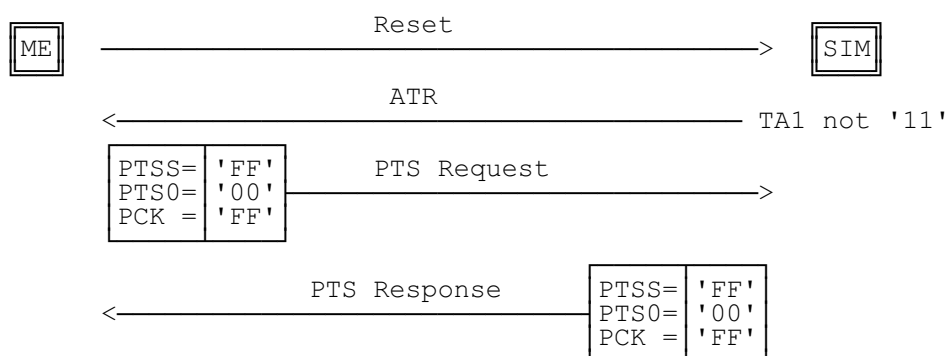 Reset
ME
SIM
ATR
TA1 not '11'
PTSS= 'FF' PTS Request
PTS0= '00'
PCK = 'FF'
PTS Response PTSS= 'FF'
PTS0= '00'
PCK = 'FF'